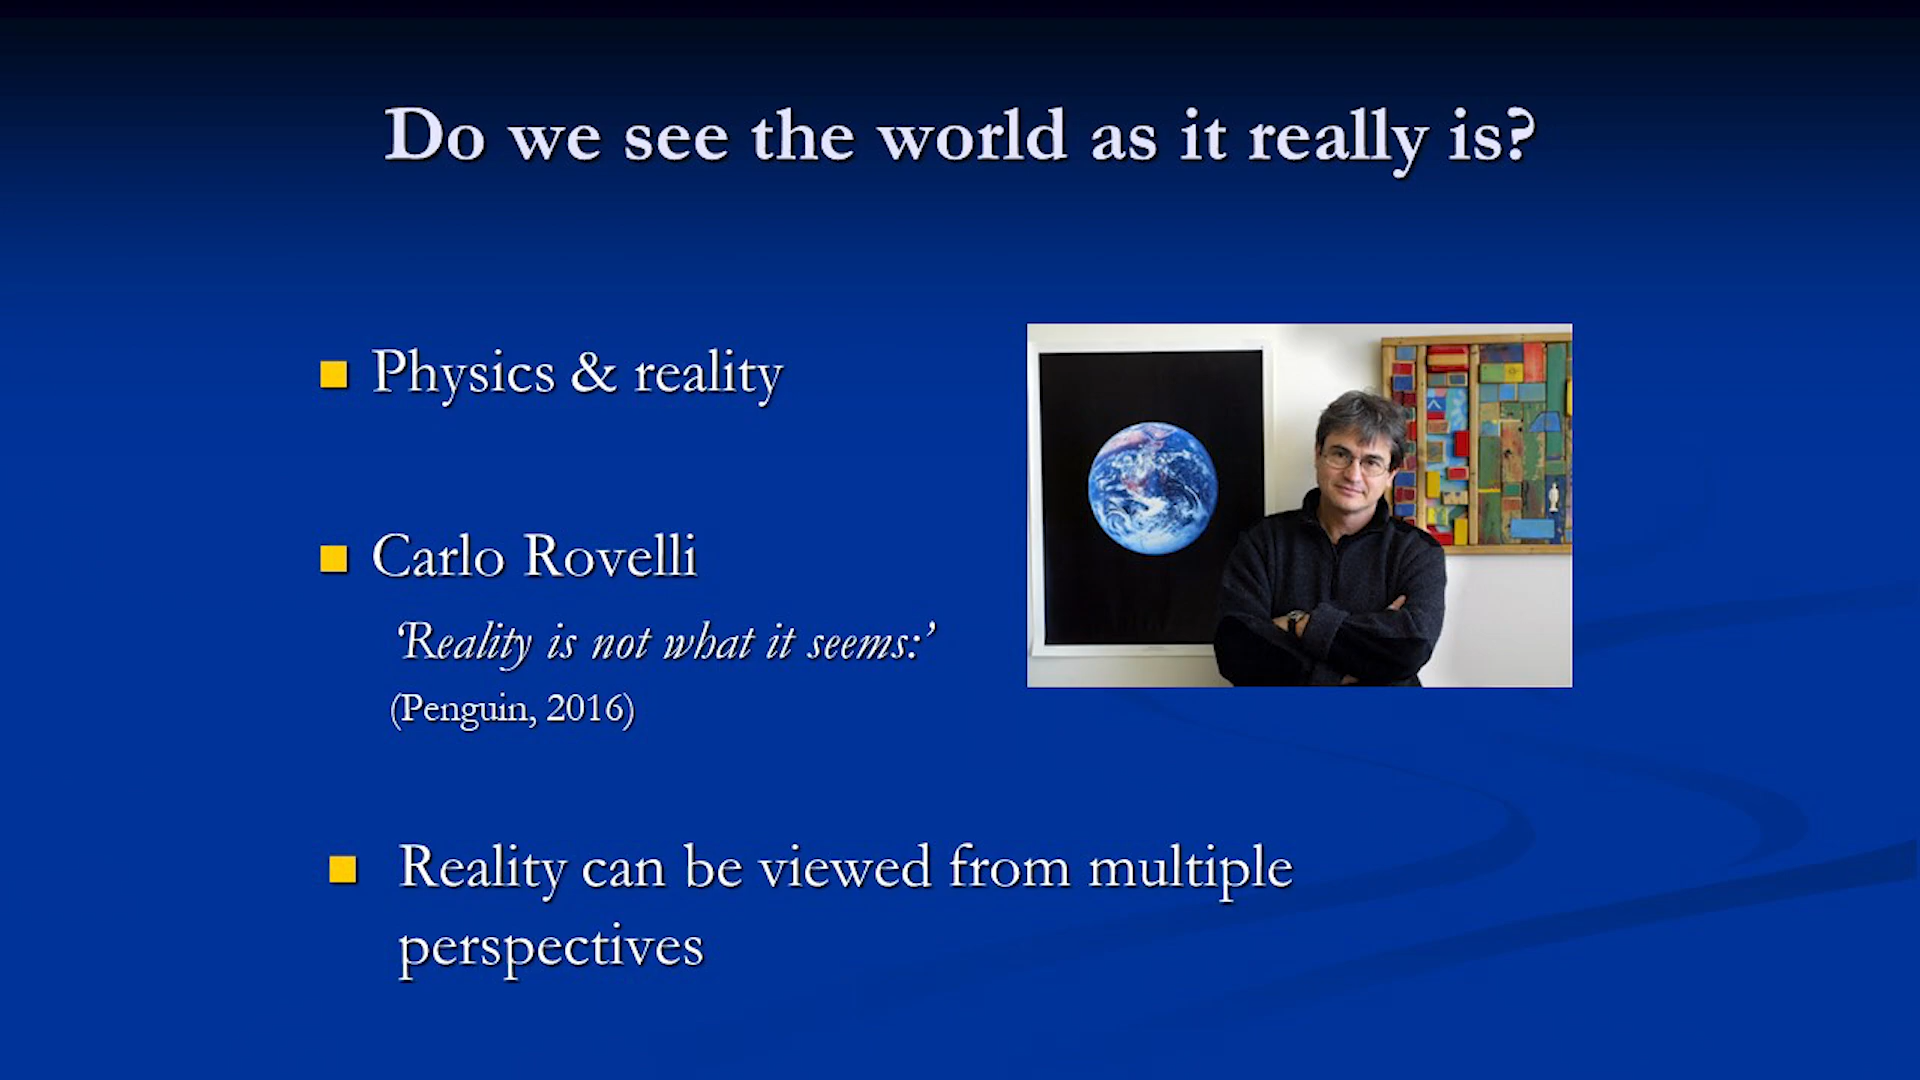 Do we see the world as it really is?
Physics & reality
Carlo Rovelli
‘Reality is not what it seems:’
(Penguin, 2016)
Reality can be viewed from multiple
perspectives